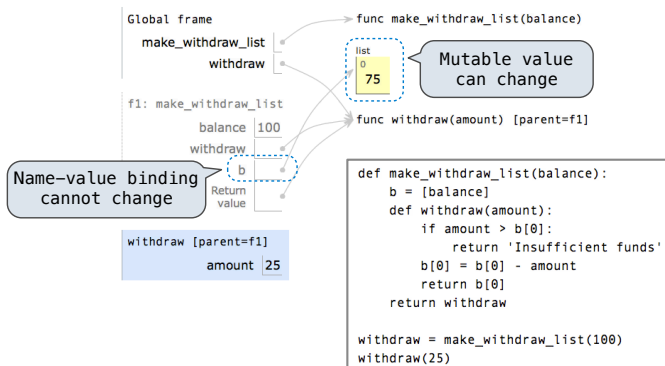 Global frame
make_withdraw_list
withdraw
func make_withdraw_list(balance)
list
0
75
Mutable value
can change
f1: make_withdraw_list
balance 100
withdraw
b
Return
value
func withdraw(amount) [parent=f1]
Name-value binding
cannot change
withdraw [parent=f1]
amount 25
def make_withdraw_list(balance):
    b = [balance]
    def withdraw(amount):
        if amount > b[0]:
            return 'Insufficient funds'
        b[0] = b[0] - amount
        return b[0]
    return withdraw

withdraw = make_withdraw_list(100)
withdraw(25)